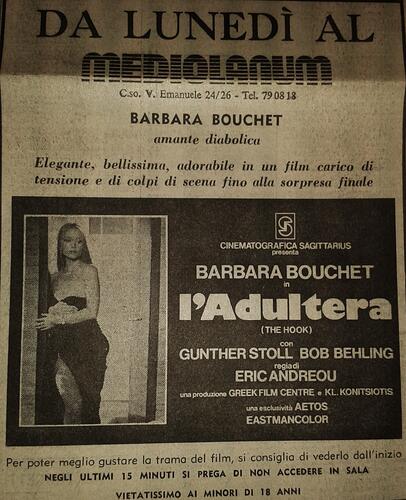 DA LUNEDÌ AL
MEDIOLANUM
C.so. V. Emanuele 24/26 - Tel. 79 08 18
BARBARA BOUCHET
amante diabolica
Elegante, bellissima, adorabile in un film carico di
tensione e di colpi di scena fino alla sorpresa finale
CINEMATOGRAFICA SAGITTARIUS
presenta
BARBARA BOUCHET
in
l'Adultera
(THE HOOK)
con
GUNTHER STOLL BOB BEHLING
regia di
ERIC ANDREOU
una produzione GREEK FILM CENTRE e KL. KONITSIOTIS
una esclusività AETOS
EASTMANCOLOR
Per poter meglio gustare la trama del film, si consiglia di vederlo dall'inizio
NEGLI ULTIMI 15 MINUTI SI PREGA DI NON ACCEDERE IN SALA
VIETATISSIMO AI MINORI DI 18 ANNI